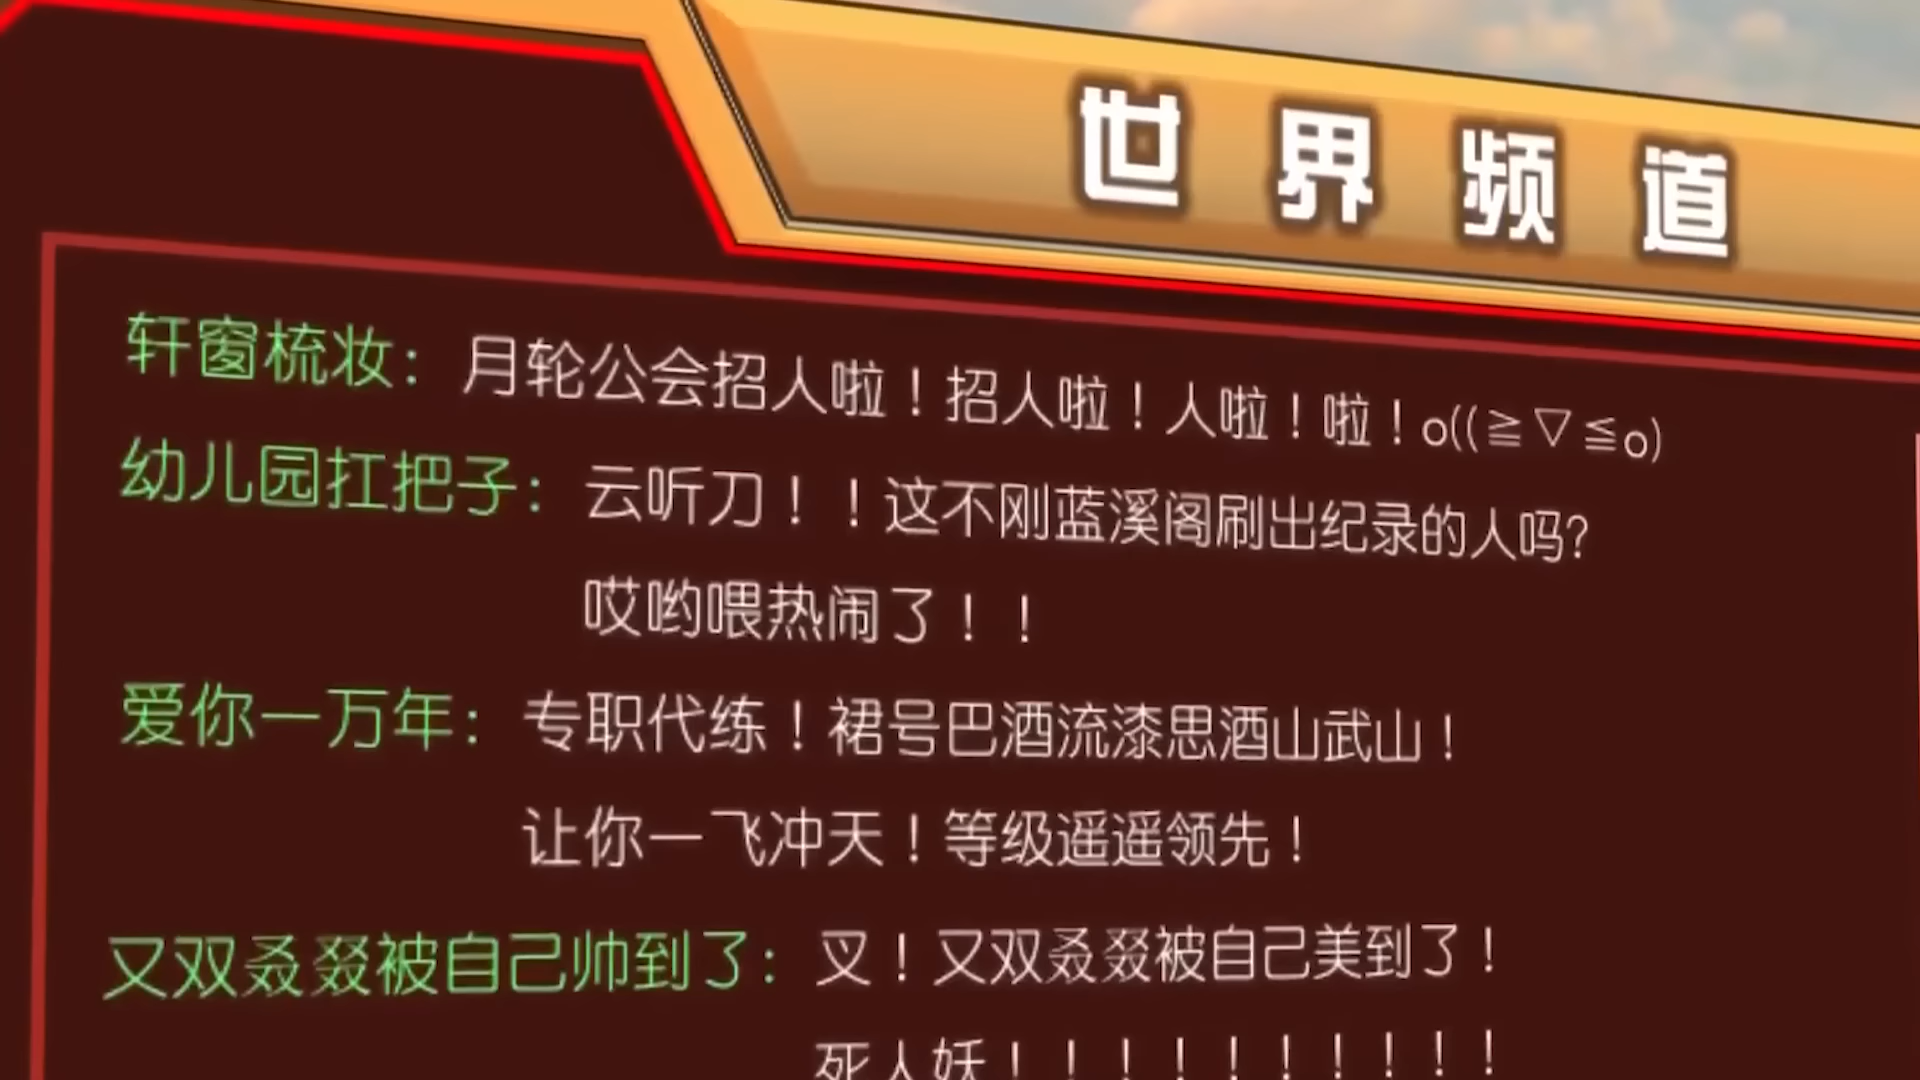 世界频道
轩窗梳妆：月轮公会招人啦！招人啦！人啦！啦！o((≧▽≦o)
幼儿园扛把子：云听刀！！这不刚蓝溪阁刷出纪录的人吗？
哎哟喂热闹了！！
爱你一万年：专职代练！裙号巴酒流漆思酒山武山！
让你一飞冲天！等级遥遥领先！
又双叒叕被自己帅到了：叉！又双叒叕被自己美到了！
死人妖！！！！！！！！！！